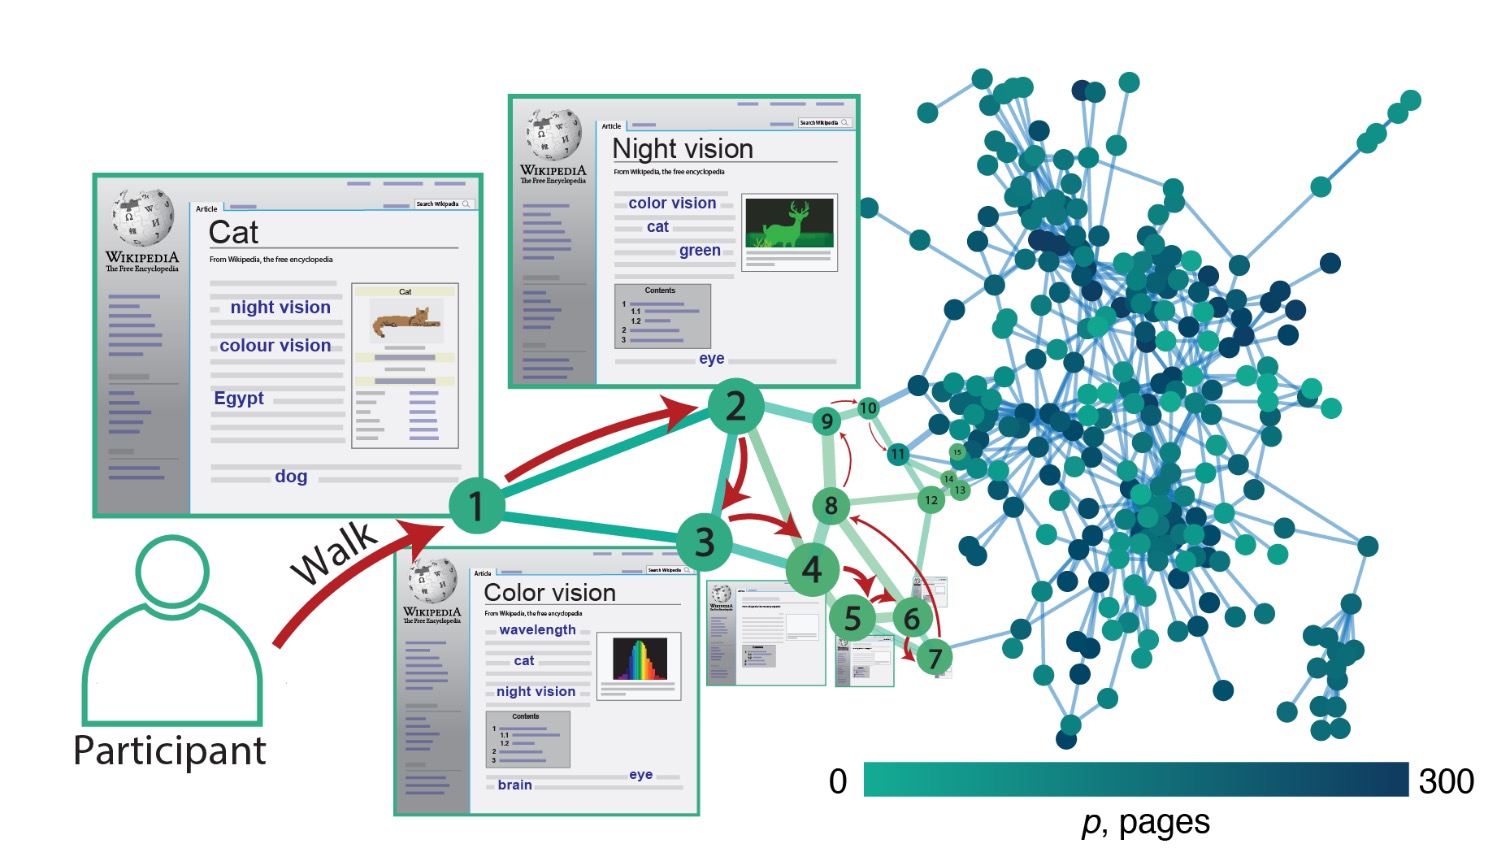 WIKIPEDIA
The Free Encyclopedia
Article
Search Wikipedia
Cat
From Wikipedia, the free encyclopedia
night vision
colour vision
Egypt
dog
Cat
WIKIPEDIA
The Free Encyclopedia
Article
Search Wikipedia
Night vision
From Wikipedia, the free encyclopedia
color vision
cat
green
Contents
1
1.1
1.2
2
3
eye
WIKIPEDIA
The Free Encyclopedia
Article
Search Wikipedia
Color vision
From Wikipedia, the free encyclopedia
wavelength
cat
night vision
Contents
1
1.1
1.2
2
3
eye
brain
Participant
Walk
1
2
3
4
5
6
7
8
9
10
11
12
13
14
15
0
300
p, pages